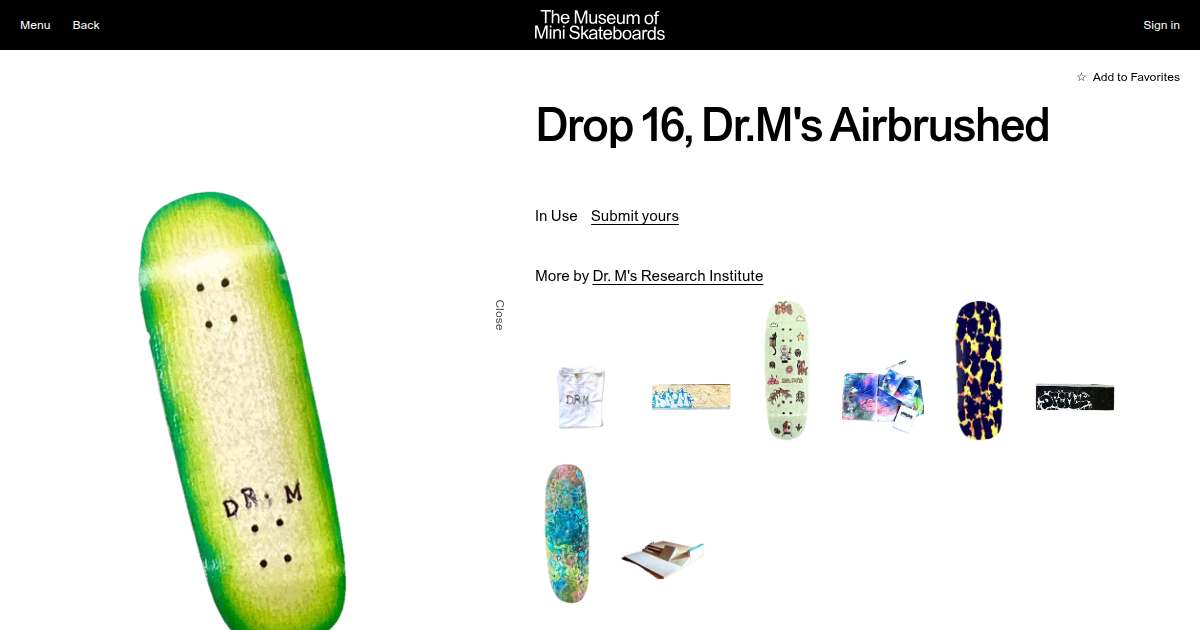 Menu
Back
The Museum of
Mini Skateboards
Sign in
☆ Add to Favorites
Drop 16, Dr.M's Airbrushed
In Use
Submit yours
More by Dr. M's Research Institute
Close
DR. M
DR.M